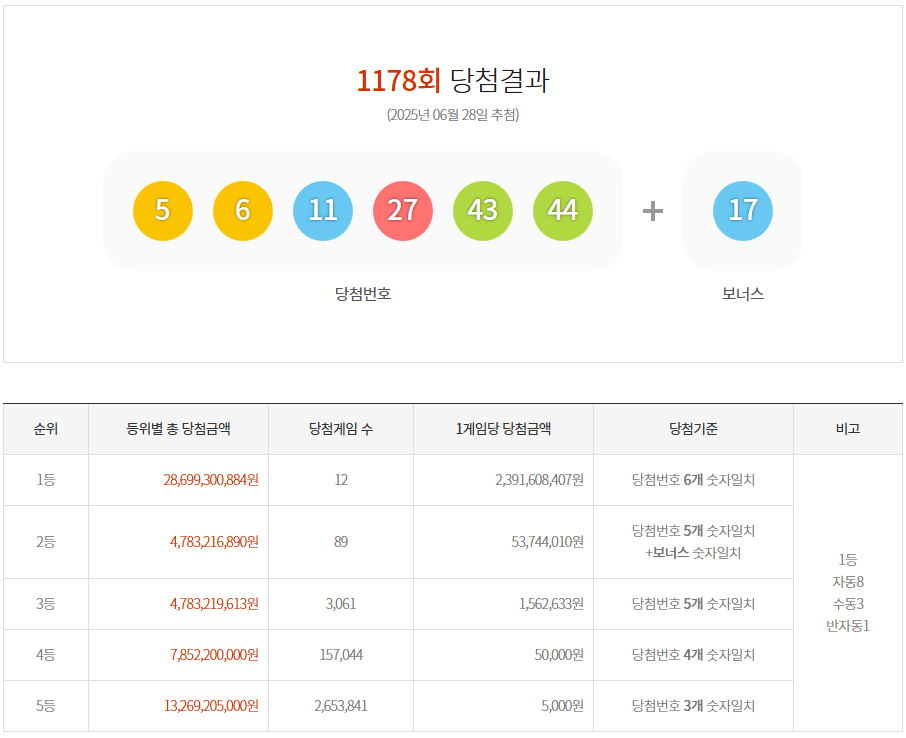 1178회 당첨결과
(2025년 06월 28일 추첨)
5 6 11 27 43 44 + 17
당첨번호 보너스
순위 등위별 총 당첨금액 당첨게임 수 1게임당 당첨금액 당첨기준 비고
1등 28,699,300,884원 12 2,391,608,407원 당첨번호 6개 숫자일치
2등 4,783,216,890원 89 53,744,010원 당첨번호 5개 숫자일치
+보너스 숫자일치
3등 4,783,219,613원 3,061 1,562,633원 당첨번호 5개 숫자일치
4등 7,852,200,000원 157,044 50,000원 당첨번호 4개 숫자일치
5등 13,269,205,000원 2,653,841 5,000원 당첨번호 3개 숫자일치
1등
자동8
수동3
반자동1